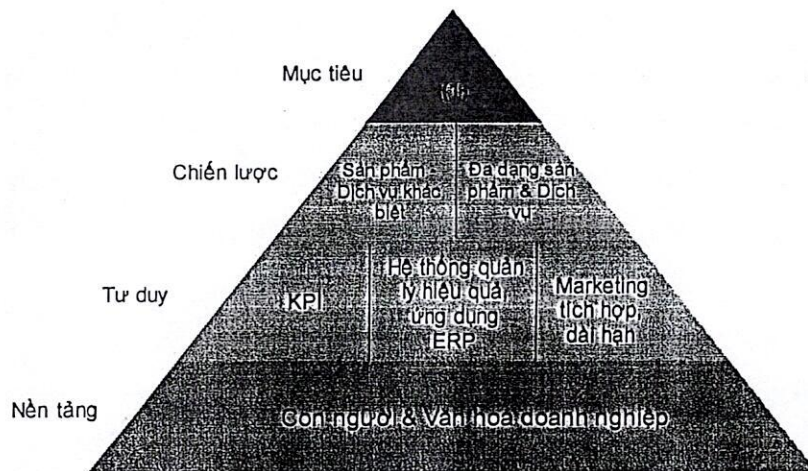 Mục tiêu
Chiến lược
Sản phẩm -
Dịch vụ khác
biệt
Đa dạng sản
phẩm & Dịch
vụ
Tư duy
KPI
Hệ thống quản
lý hiệu quả,
ứng dụng
ERP
Marketing
tích hợp,
dài hạn
Nền tảng
Con người & Văn hóa doanh nghiệp